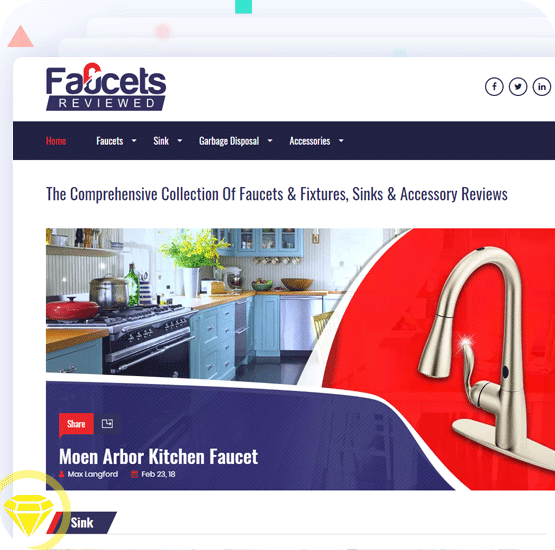 Faucets
REVIEWED
Home Faucets Sink Garbage Disposal Accessories
The Comprehensive Collection Of Faucets & Fixtures, Sinks & Accessory Reviews
Share
Moen Arbor Kitchen Faucet
Max Langford Feb 23, 18
Sink